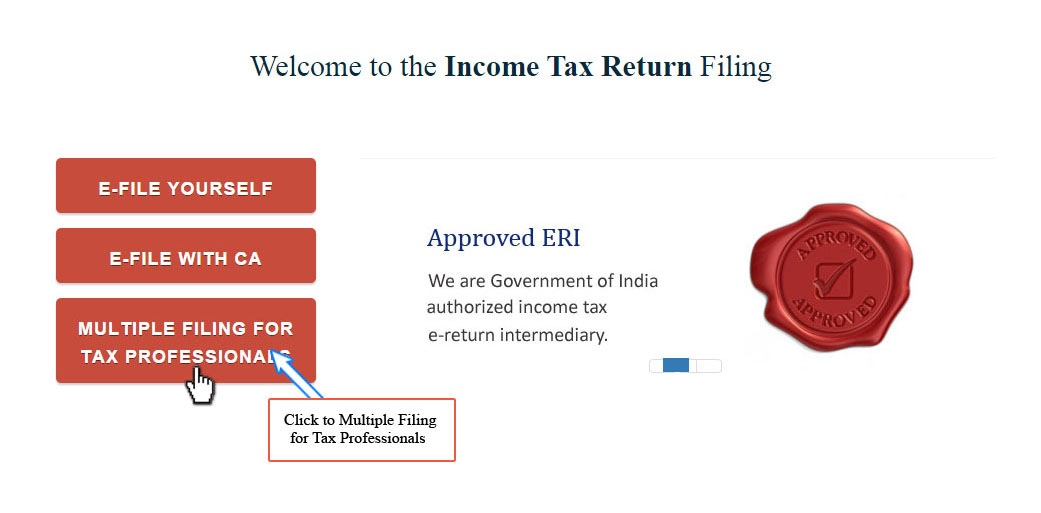 Welcome to the Income Tax Return Filing
E-FILE YOURSELF
E-FILE WITH CA
MULTIPLE FILING FOR
TAX PROFESSIONALS
Click to Multiple Filing
for Tax Professionals
Approved ERI
We are Government of India
authorized income tax
e-return intermediary.
APPROVED
APPROVED